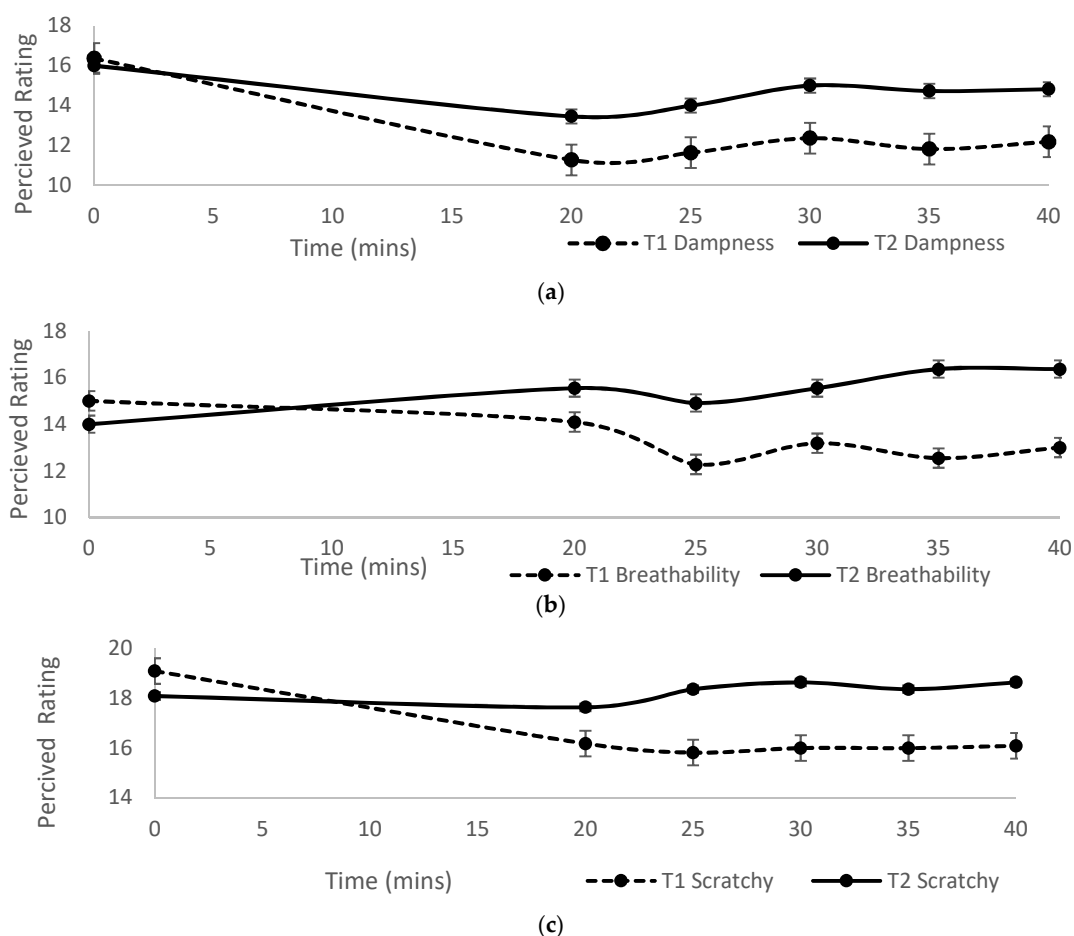 18
16
14
12
10
Percieved Rating
0 5 10 15 20 25 30 35 40
Time (mins)
T1 Dampness T2 Dampness
(a)
18
16
14
12
10
Percieved Rating
0 5 10 15 20 25 30 35 40
Time (mins)
T1 Breathability T2 Breathability
(b)
20
18
16
14
Percived Rating
0 5 10 15 20 25 30 35 40
Time (mins)
T1 Scratchy T2 Scratchy
(c)